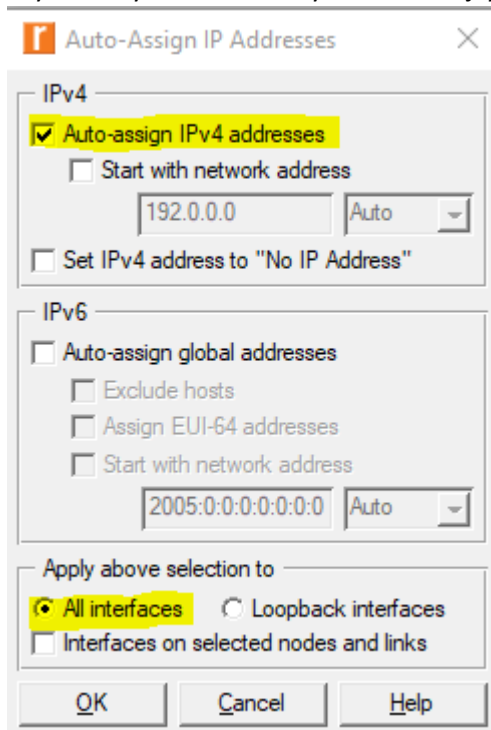 Auto-Assign IP Addresses
IPv4
Auto-assign IPv4 addresses
Start with network address
192.0.0.0 Auto
Set IPv4 address to "No IP Address"
IPv6
Auto-assign global addresses
Exclude hosts
Assign EUI-64 addresses
Start with network address
2005:0:0:0:0:0:0:0 Auto
Apply above selection to
All interfaces Loopback interfaces
Interfaces on selected nodes and links
OK Cancel Help